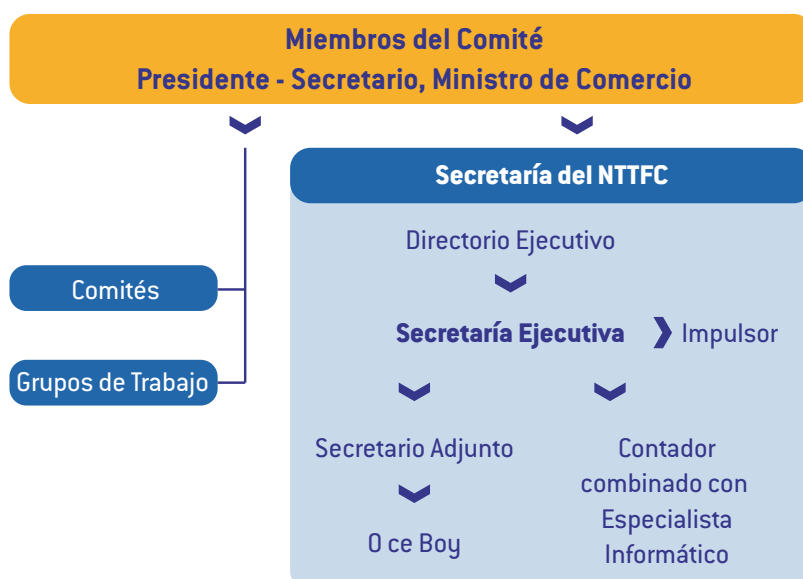 Miembros del Comité
Presidente - Secretario, Ministro de Comercio
Secretaría del NTTFC
Directorio Ejecutivo
Comités
Secretaría Ejecutiva
Impulsor
Grupos de Trabajo
Secretario Adjunto
Contador
combinado con
Especialista
Informático
O ce Boy